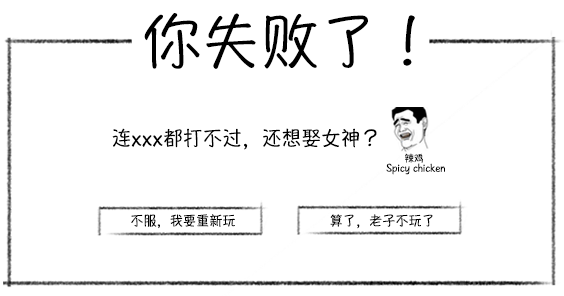 你失败了！
连xxx都打不过，还想娶女神？
辣鸡
Spicy chicken
不服，我要重新玩
算了，老子不玩了